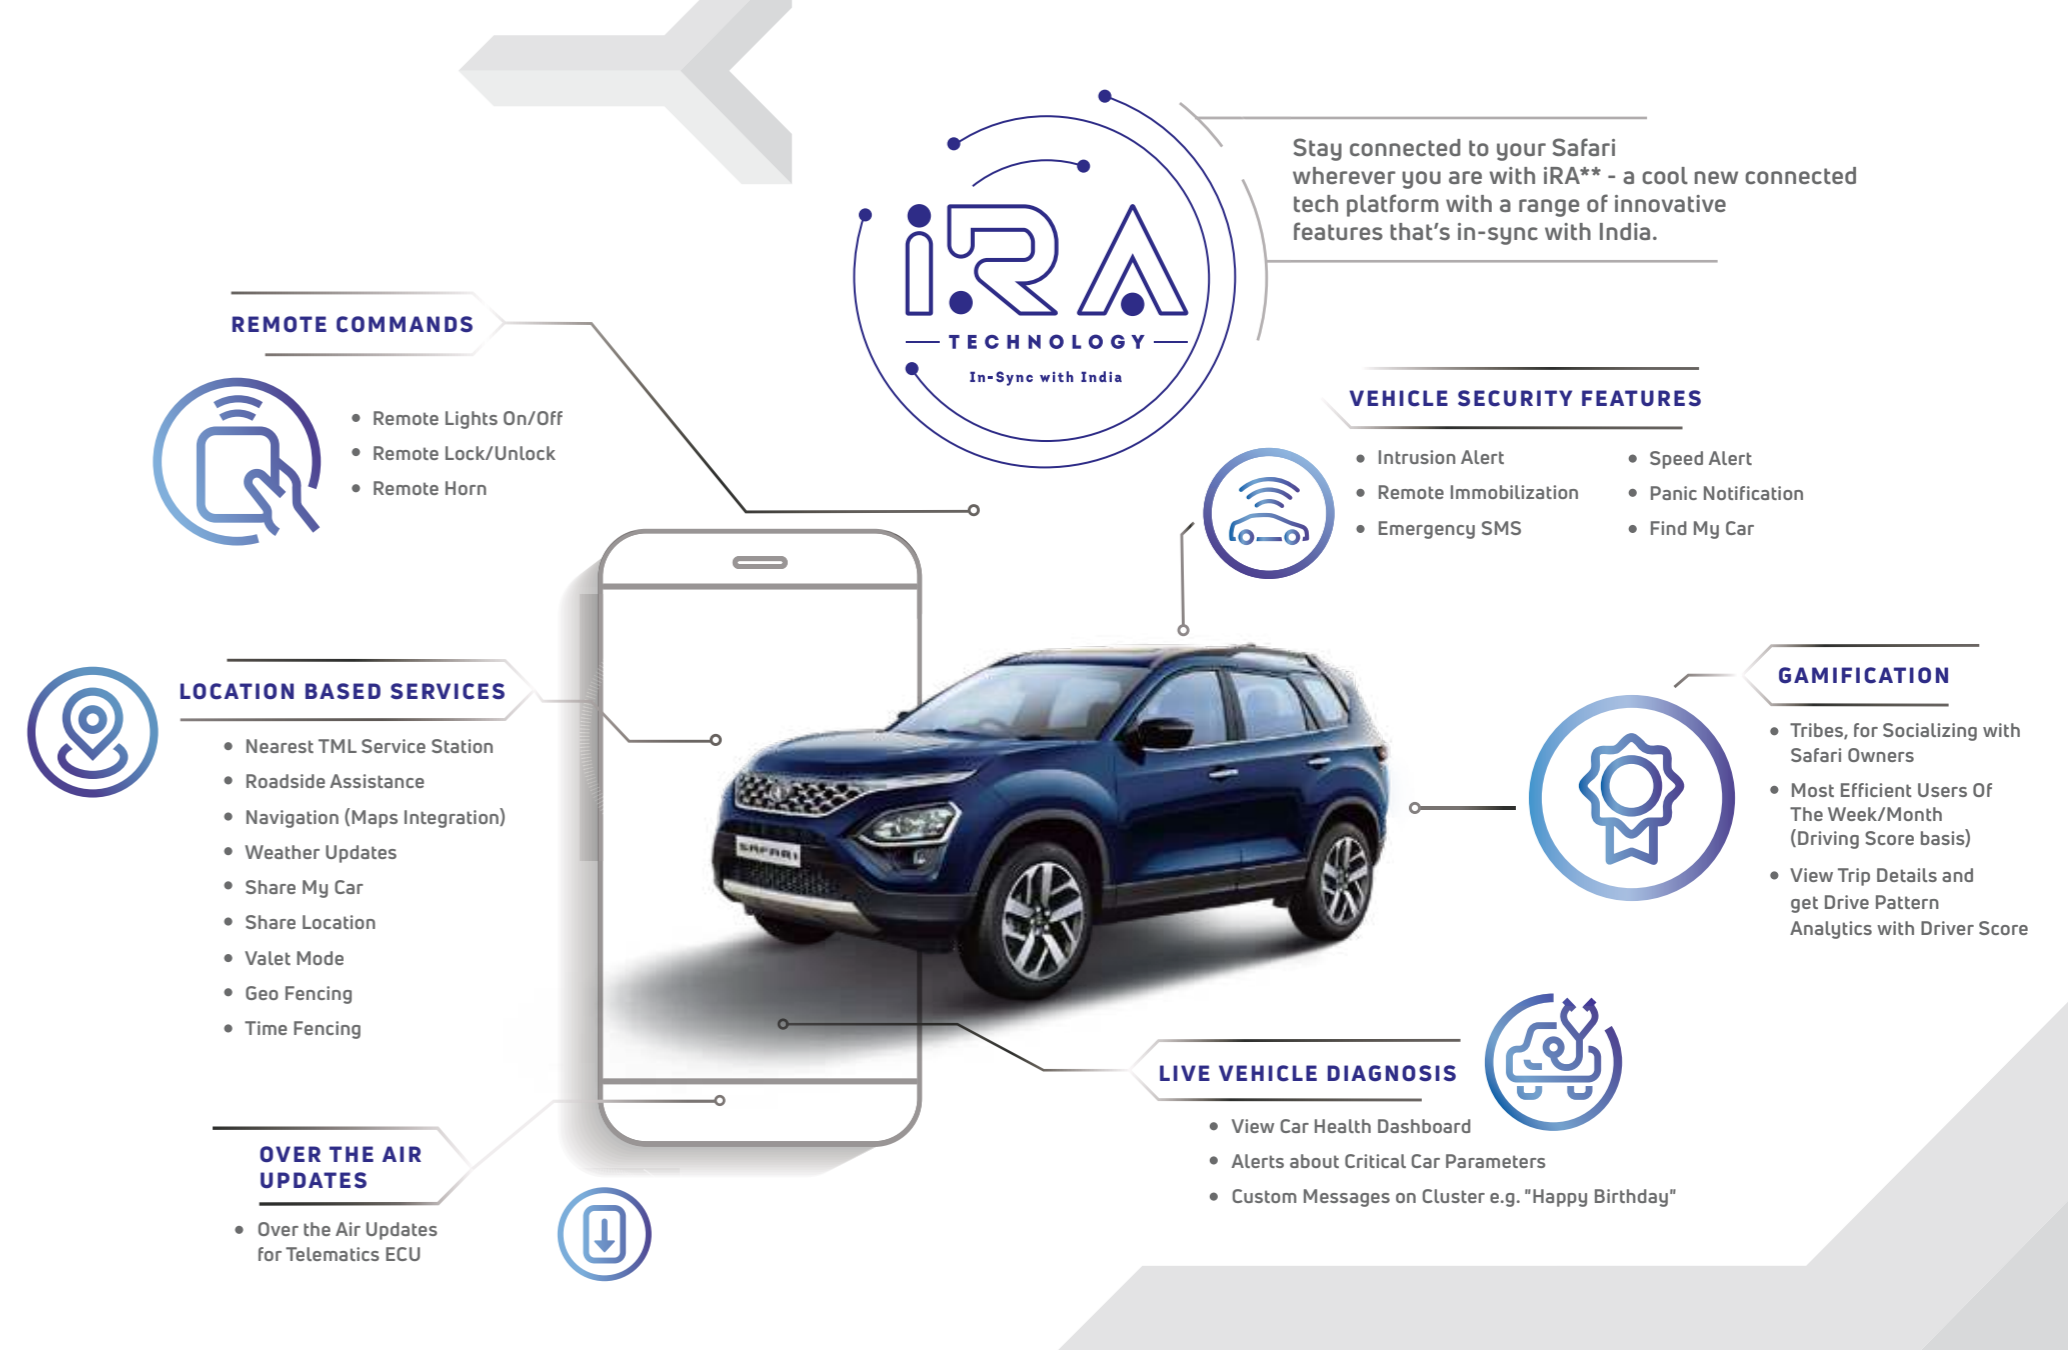 iRA
TECHNOLOGY
In-Sync with India
Stay connected to your Safari
wherever you are with iRA** - a cool new connected
tech platform with a range of innovative
features that's in-sync with India.
REMOTE COMMANDS
• Remote Lights On/Off
• Remote Lock/Unlock
• Remote Horn
VEHICLE SECURITY FEATURES
• Intrusion Alert
• Remote Immobilization
• Emergency SMS
• Speed Alert
• Panic Notification
• Find My Car
LOCATION BASED SERVICES
• Nearest TML Service Station
• Roadside Assistance
• Navigation (Maps Integration)
• Weather Updates
• Share My Car
• Share Location
• Valet Mode
• Geo Fencing
• Time Fencing
SAFARI
GAMIFICATION
• Tribes, for Socializing with
Safari Owners
• Most Efficient Users Of
The Week/Month
(Driving Score basis)
• View Trip Details and
get Drive Pattern
Analytics with Driver Score
LIVE VEHICLE DIAGNOSIS
• View Car Health Dashboard
• Alerts about Critical Car Parameters
• Custom Messages on Cluster e.g. "Happy Birthday"
OVER THE AIR
UPDATES
• Over the Air Updates
for Telematics ECU